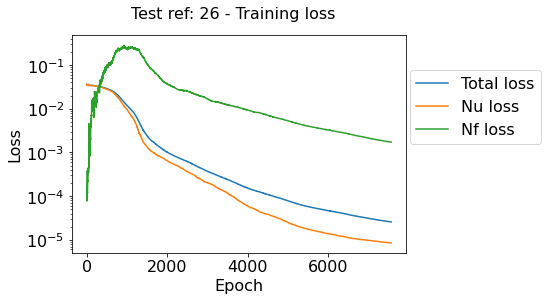 Test ref: 26 - Training loss
Loss
10⁻¹
10⁻²
10⁻³
10⁻⁴
10⁻⁵
0 2000 4000 6000
Epoch
Total loss
Nu loss
Nf loss